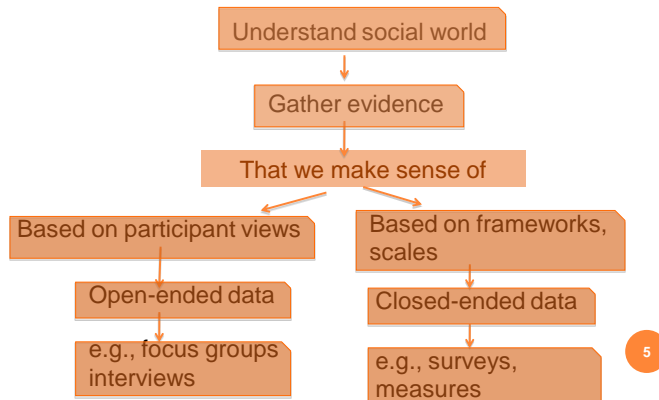 Understand social world
Gather evidence
That we make sense of
Based on participant views
Based on frameworks,
scales
Open-ended data
Closed-ended data
e.g., focus groups
interviews
e.g., surveys,
measures
5